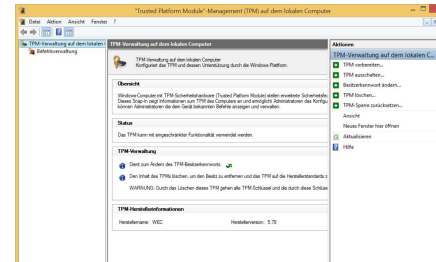 "Trusted Platform Module"-Management (TPM) auf dem lokalen Computer
Datei Aktion Ansicht Fenster ?
TPM-Verwaltung auf dem lokalen
Befehlsverwaltung
TPM-Verwaltung auf dem lokalen Computer
TPM-Verwaltung auf dem lokalen Computer
Konfiguriert das TPM und dessen Unterstützung durch die Windows-Plattform.
Übersicht
Windows-Computer mit TPM-Sicherheitshardware (Trusted Platform Module) stellen erweiterte
Dieses Snap-In zeigt Informationen zum TPM des Computers an und ermöglicht Administratoren das
können Administratoren die dem Gerät bekannten Befehle anzeigen und verwalten.
Status
Das TPM kann mit eingeschränkter Funktionalität verwendet werden.
TPM-Verwaltung
Dient zum Ändern des TPM-Besitzerkennworts
Den Inhalt des TPMs löschen, um den Besitz zu entfernen und das TPM auf die Herstellerstandards
WARNUNG: Durch das Löschen dieses TPM gehen alle TPM-Schlüssel und die durch diese
TPM-Herstellerinformationen
Herstellername: WEC Herstellerversion: 5.78
Aktionen
TPM-Verwaltung auf dem lokalen C...
TPM vorbereiten...
TPM ausschalten...
Besitzerkennwort ändern...
TPM löschen...
TPM-Sperre zurücksetzen...
Ansicht
Neues Fenster hier öffnen
Aktualisieren
Hilfe